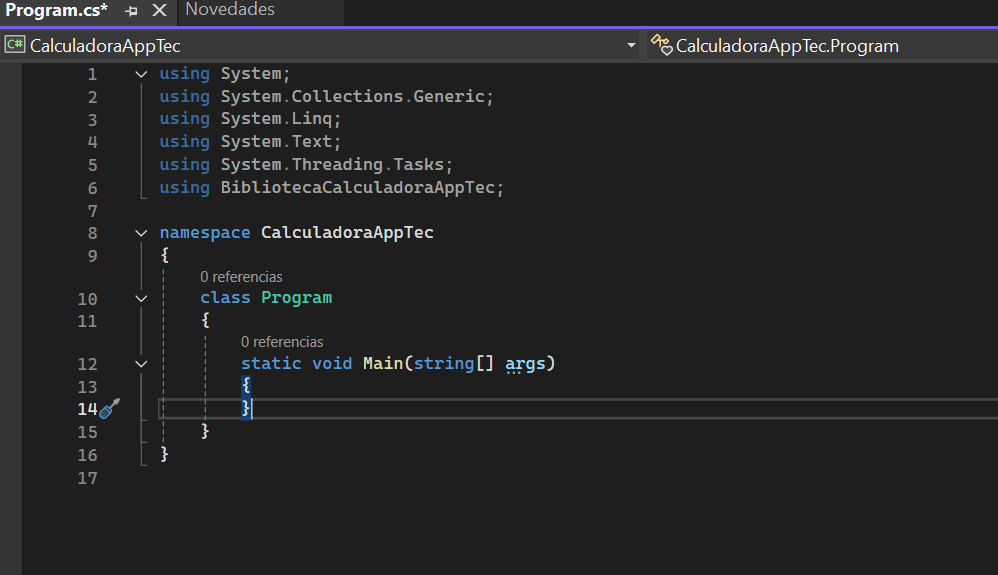 Program.cs*
Novedades
CalculadoraAppTec
CalculadoraAppTec.Program
1 using System;
2 using System.Collections.Generic;
3 using System.Linq;
4 using System.Text;
5 using System.Threading.Tasks;
6 using BibliotecaCalculadoraAppTec;
7
8 namespace CalculadoraAppTec
9 {
0 referencias
10 class Program
11 {
0 referencias
12 static void Main(string[] args)
13 {
14 }
15 }
16 }
17